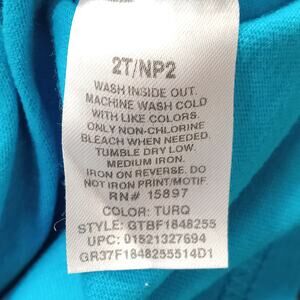 2T/NP2
WASH INSIDE OUT.
MACHINE WASH COLD
WITH LIKE COLORS.
ONLY NON-CHLORINE
BLEACH WHEN NEEDED.
TUMBLE DRY LOW.
MEDIUM IRON.
IRON ON REVERSE. DO
NOT IRON PRINT/MOTIF.
RN# 15897
COLOR: TURQ
STYLE: GTBF1848255
UPC: 01521327694
GR37F1848255514D1